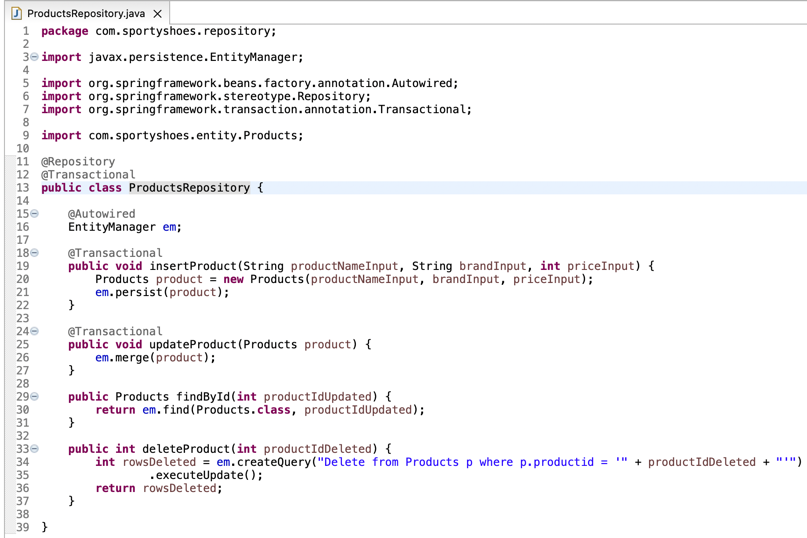 ProductsRepository.java
1 package com.sportyshoes.repository;
2
3 import javax.persistence.EntityManager;
4
5 import org.springframework.beans.factory.annotation.Autowired;
6 import org.springframework.stereotype.Repository;
7 import org.springframework.transaction.annotation.Transactional;
8
9 import com.sportyshoes.entity.Products;
10
11 @Repository
12 @Transactional
13 public class ProductsRepository {
14
15     @Autowired
16     EntityManager em;
17
18     @Transactional
19     public void insertProduct(String productNameInput, String brandInput, int priceInput) {
20         Products product = new Products(productNameInput, brandInput, priceInput);
21         em.persist(product);
22     }
23
24     @Transactional
25     public void updateProduct(Products product) {
26         em.merge(product);
27     }
28
29     public Products findById(int productIdUpdated) {
30         return em.find(Products.class, productIdUpdated);
31     }
32
33     public int deleteProduct(int productIdDeleted) {
34         int rowsDeleted = em.createQuery("Delete from Products p where p.productid = '" + productIdDeleted + "'")
35                 .executeUpdate();
36         return rowsDeleted;
37     }
38
39 }